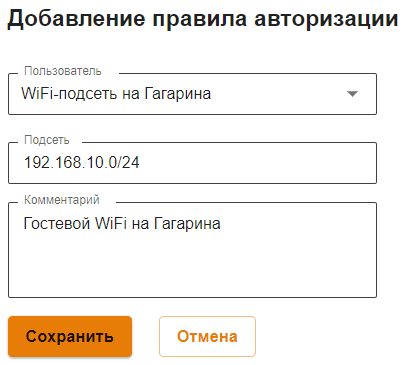 Добавление правила авторизации
Пользователь
WiFi-подсеть на Гагарина
Подсеть
192.168.10.0/24
Комментарий
Гостевой WiFi на Гагарина
Сохранить
Отмена